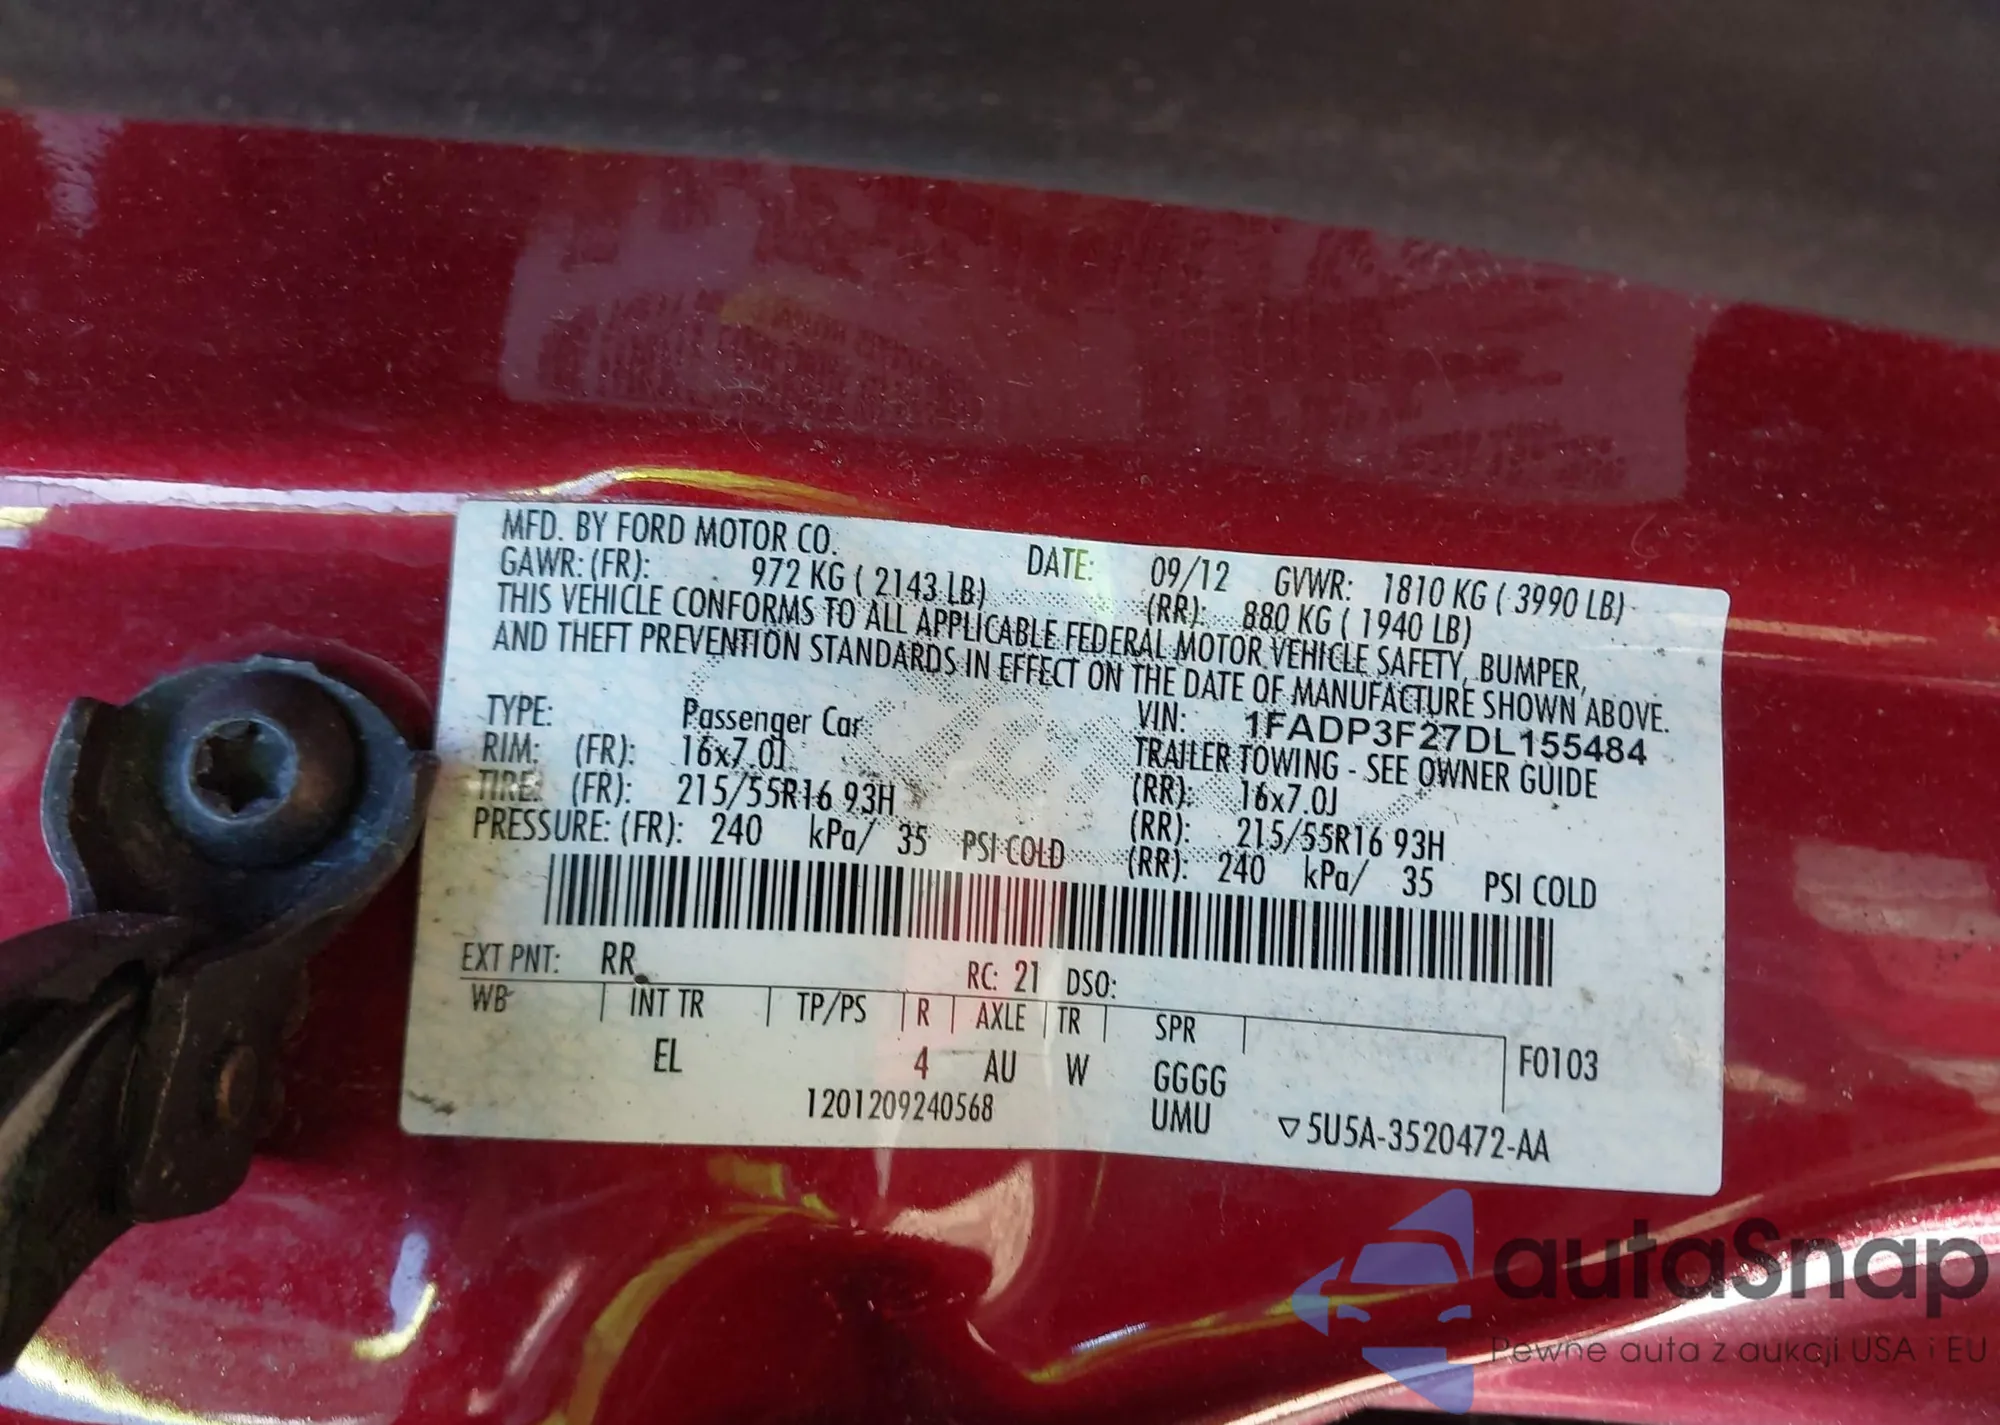 MFD. BY FORD MOTOR CO. DATE: 09/12 GVWR: 1810 KG ( 3990 LB)
GAWR: (FR): 972 KG ( 2143 LB) (RR): 880 KG ( 1940 LB)
THIS VEHICLE CONFORMS TO ALL APPLICABLE FEDERAL MOTOR VEHICLE SAFETY, BUMPER,
AND THEFT PREVENTION STANDARDS IN EFFECT ON THE DATE OF MANUFACTURE SHOWN ABOVE.
VIN: 1FADP3F27DL155484
TYPE: Passenger Car TRAILER TOWING - SEE OWNER GUIDE
RIM: (FR): 16x7.0J (RR): 16x7.0J
TIRE: (FR): 215/55R16 93H (RR): 215/55R16 93H
PRESSURE: (FR): 240 kPa/ 35 PSI COLD (RR): 240 kPa/ 35 PSI COLD
EXT PNT: RR RC: 21 DSO:
WB INT TR TP/PS R AXLE TR SPR F0103
EL 4 AU W GGGG
1201209240568 UMU ▽5U5A-3520472-AA
autaSnap
Pewne auta z aukcji USA i EU